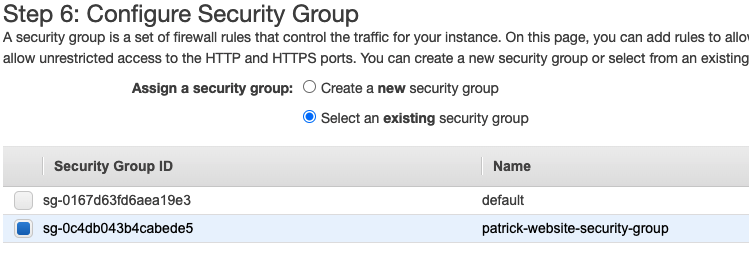 Step 6: Configure Security Group
A security group is a set of firewall rules that control the traffic for your instance. On this page, you can add rules to allo
allow unrestricted access to the HTTP and HTTPS ports. You can create a new security group or select from an existing
Assign a security group: Create a new security group
Select an existing security group
Security Group ID Name
sg-0167d63fd6aea19e3 default
sg-0c4db043b4cabede5 patrick-website-security-group